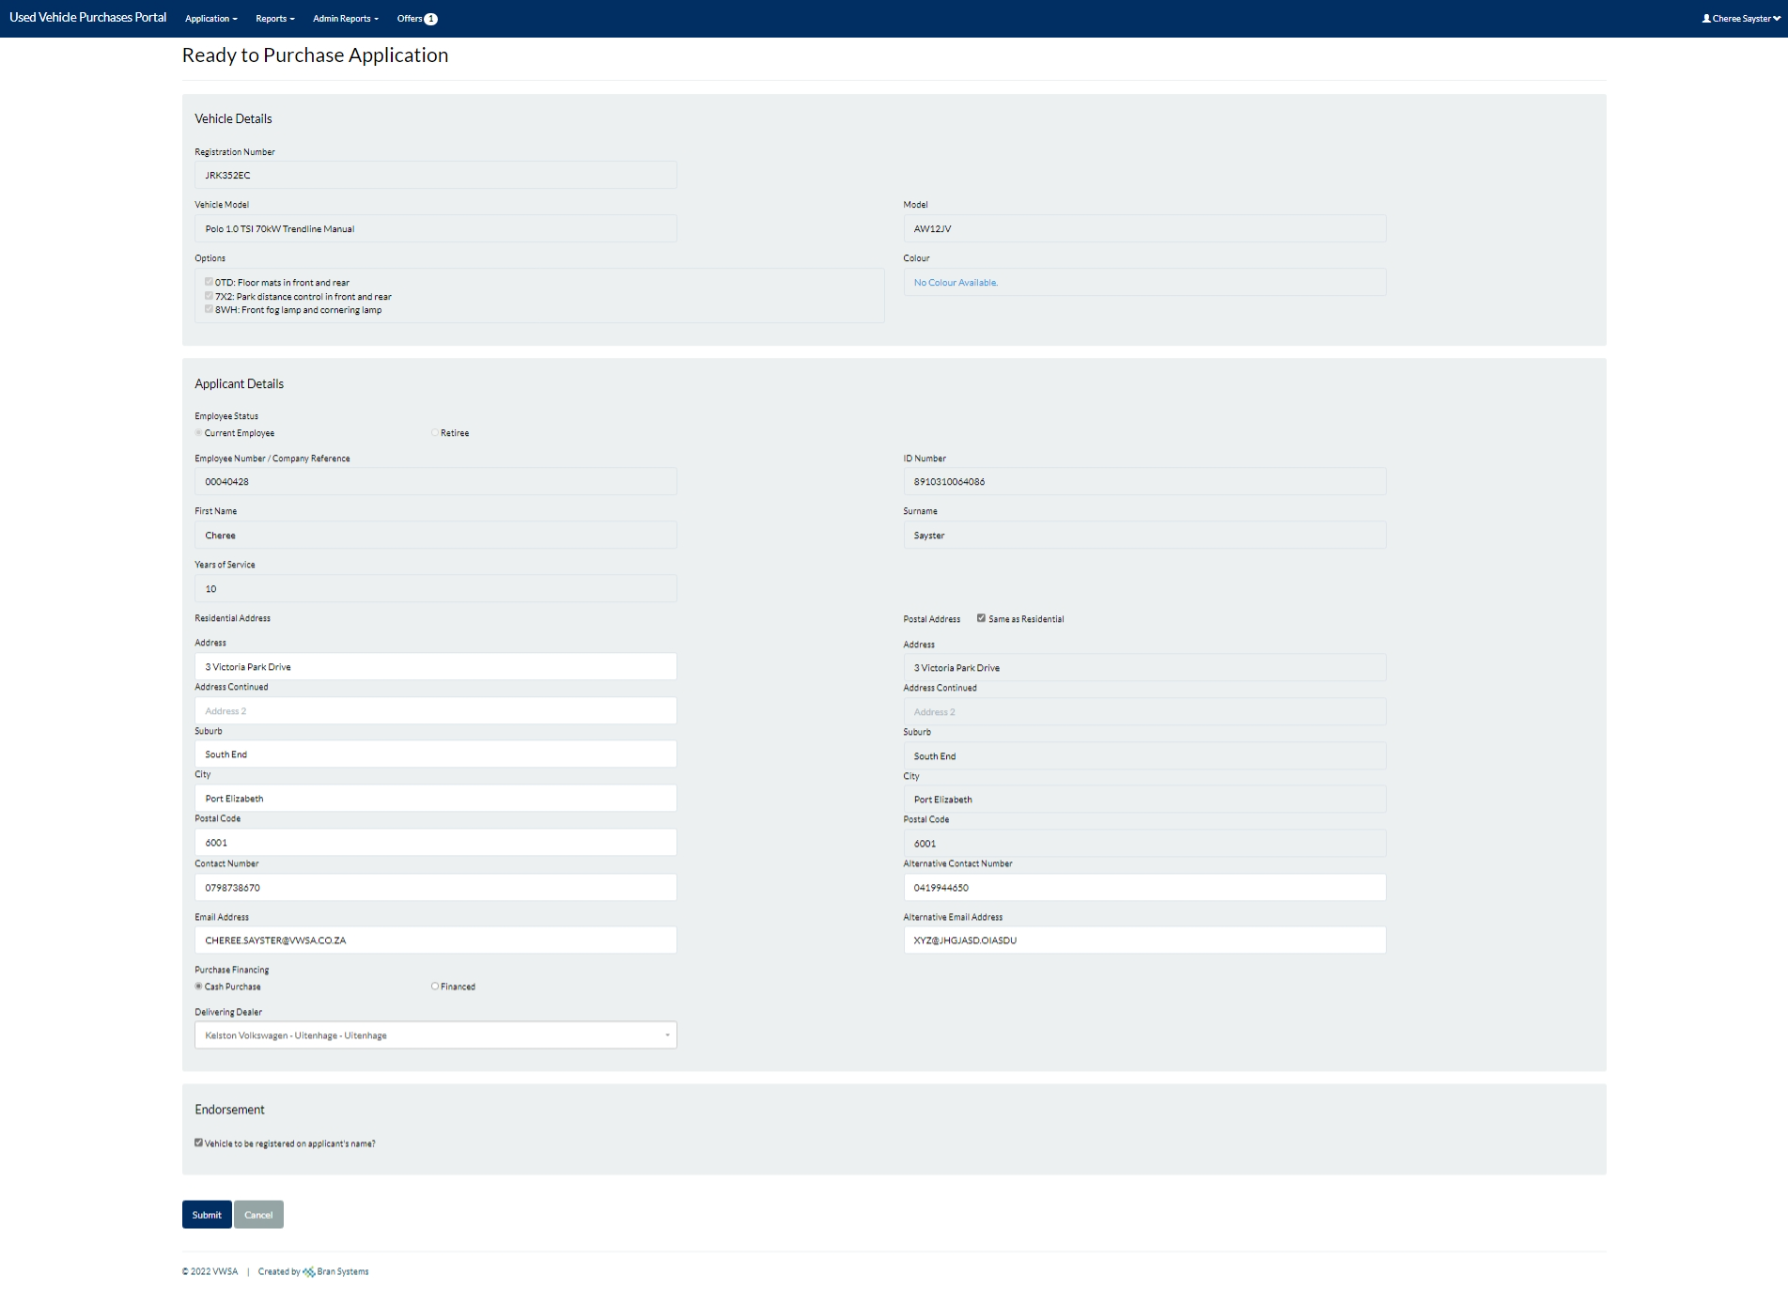 Used Vehicle Purchases Portal Application Reports Admin Reports Offers 1 Cheree Sayster
Ready to Purchase Application
Vehicle Details
Registration Number
JRK352EC
Vehicle Model Model
Polo 1.0 TSI 70kW Trendline Manual AW12JV
Options Colour
0TD: Floor mats in front and rear No Colour Available.
7X2: Park distance control in front and rear
8WH: Front fog lamp and cornering lamp
Applicant Details
Employee Status
Current Employee Retiree
Employee Number / Company Reference ID Number
00040428 8910310064086
First Name Surname
Cheree Sayster
Years of Service
10
Residential Address Postal Address Same as Residential
Address Address
3 Victoria Park Drive 3 Victoria Park Drive
Address Continued Address Continued
Address 2 Address 2
Suburb Suburb
South End South End
City City
Port Elizabeth Port Elizabeth
Postal Code Postal Code
6001 6001
Contact Number Alternative Contact Number
0798738670 0419944650
Email Address Alternative Email Address
CHEREE.SAYSTER@VWSA.CO.ZA XYZ@JHGJASD.OIASDU
Purchase Financing
Cash Purchase Financed
Delivering Dealer
Kelston Volkswagen - Uitenhage - Uitenhage
Endorsement
Vehicle to be registered on applicant's name?
Submit Cancel
© 2022 VWSA | Created by Bran Systems